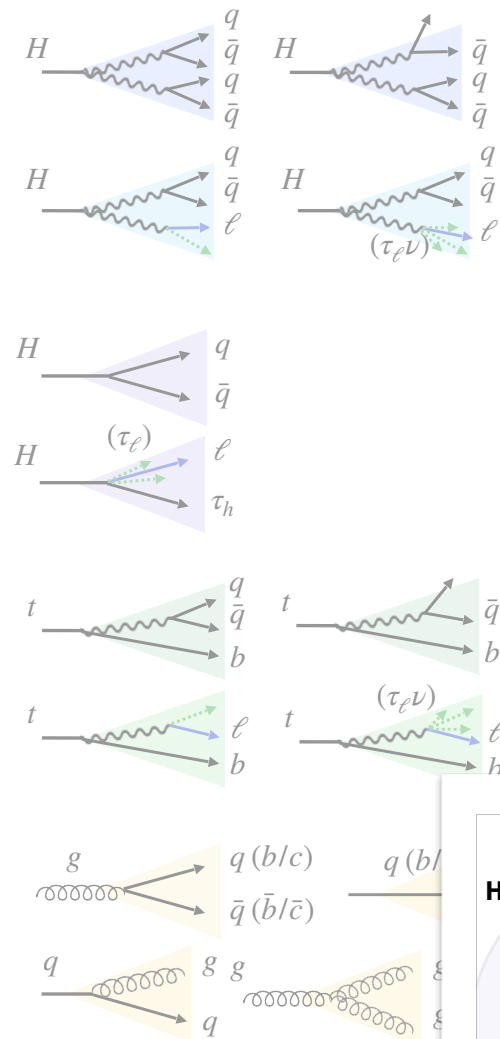 q
H q̄ H q̄
q q
q̄ q̄
q q
H q̄ H q̄
ℓ ℓ
(τℓν)
H q
q̄
(τℓ)
H ℓ
τh
q
t q̄ t q̄
b b
(τℓν)
t ℓ t ℓ
b b
g q (b/c) q (b/
q̄ (b̄/c̄)
H
q g g g
q g